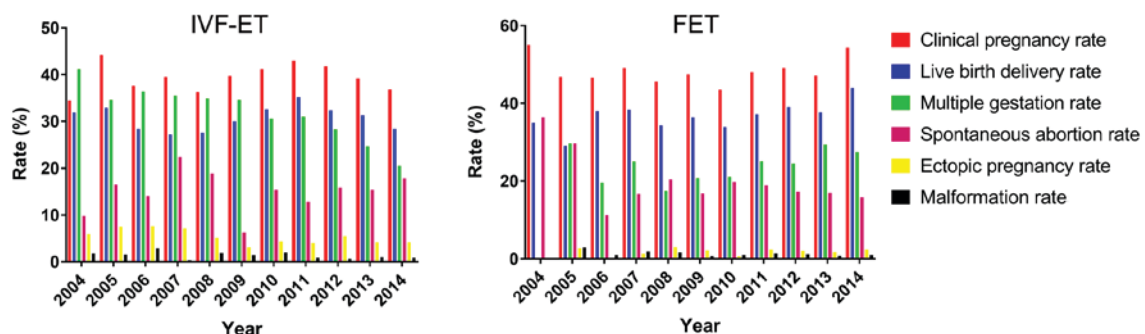 IVF-ET
Rate (%)
50
40
30
20
10
0
2004
2005
2006
2007
2008
2009
2010
2011
2012
2013
2014
Year
FET
Rate (%)
60
40
20
0
2004
2005
2006
2007
2008
2009
2010
2011
2012
2013
2014
Year
Clinical pregnancy rate
Live birth delivery rate
Multiple gestation rate
Spontaneous abortion rate
Ectopic pregnancy rate
Malformation rate